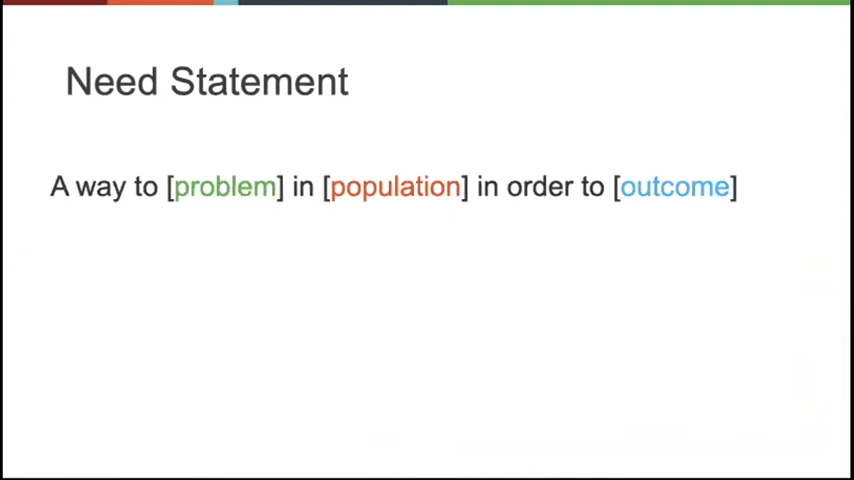 Need Statement
A way to [problem] in [population] in order to [outcome]